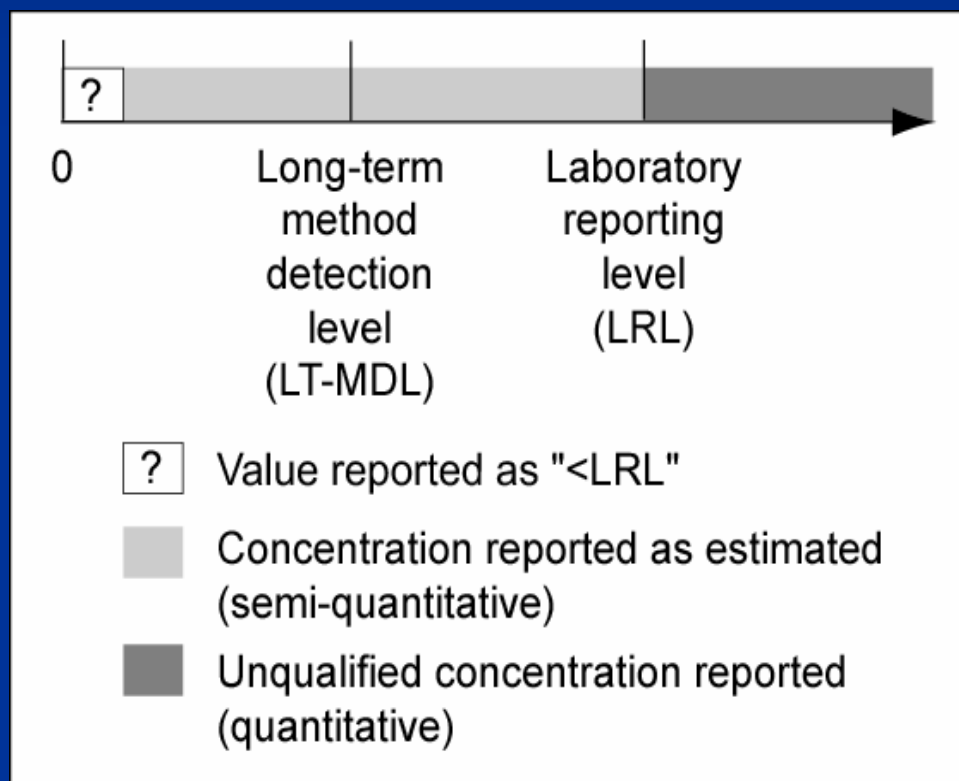 ?
0
Long-term
method
detection
level
(LT-MDL)
Laboratory
reporting
level
(LRL)
? Value reported as "<LRL"
Concentration reported as estimated
(semi-quantitative)
Unqualified concentration reported
(quantitative)